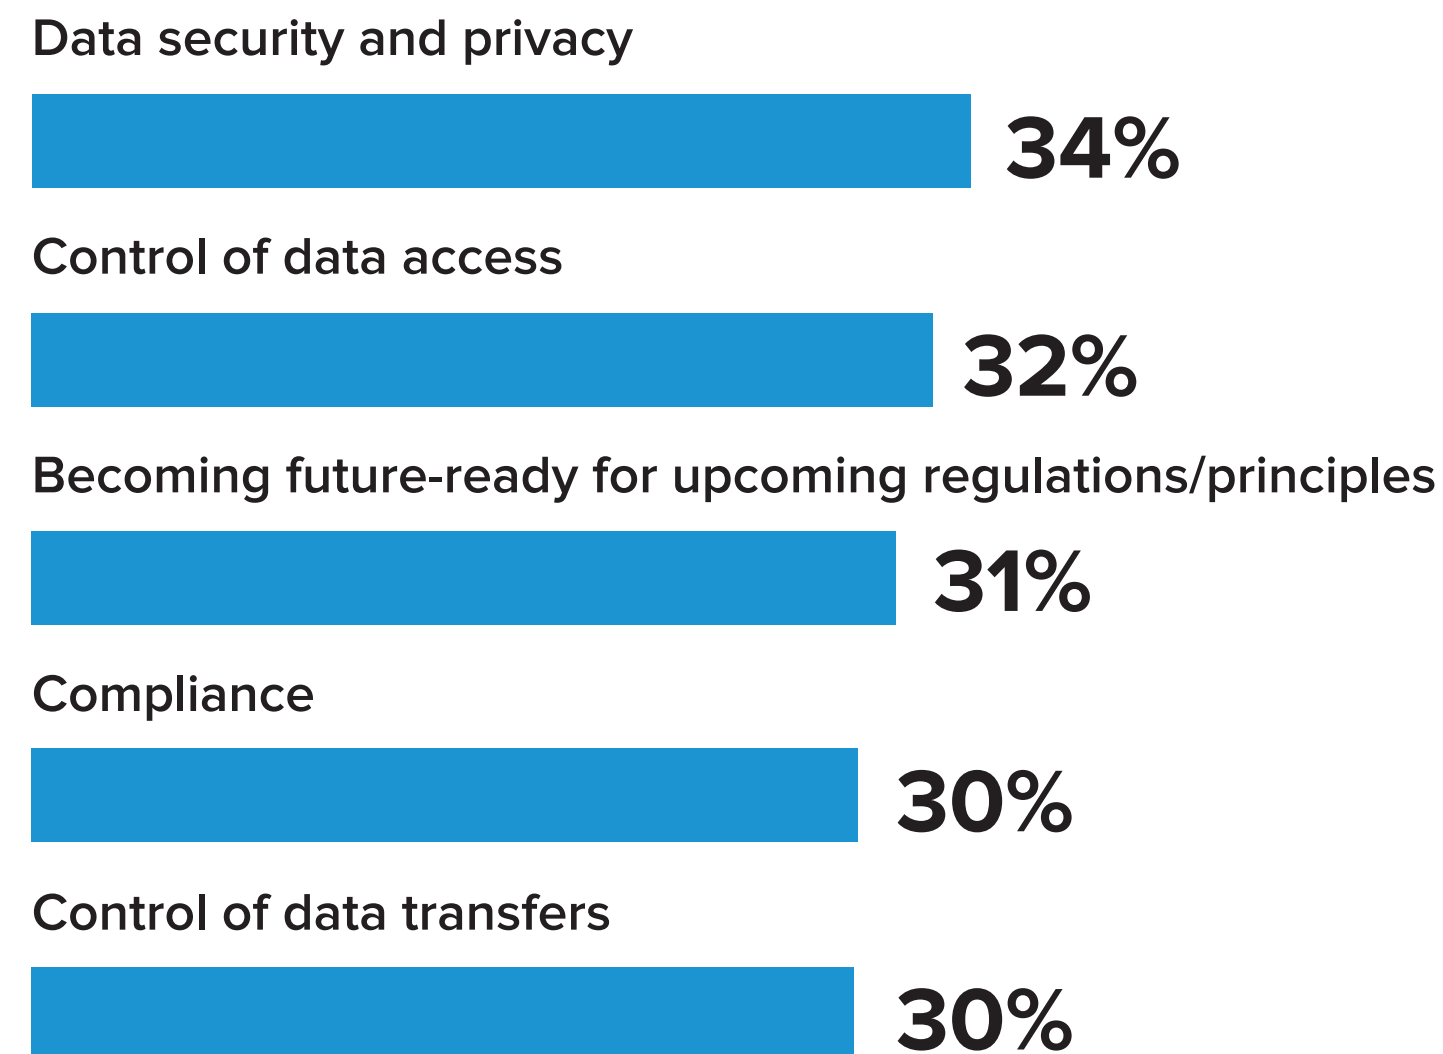 Data security and privacy
34%
Control of data access
32%
Becoming future-ready for upcoming regulations/principles
31%
Compliance
30%
Control of data transfers
30%